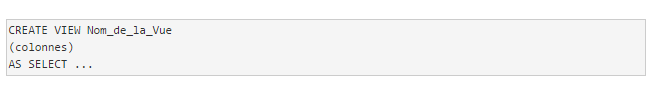 CREATE VIEW Nom_de_la_Vue
(colonnes)
AS SELECT ...